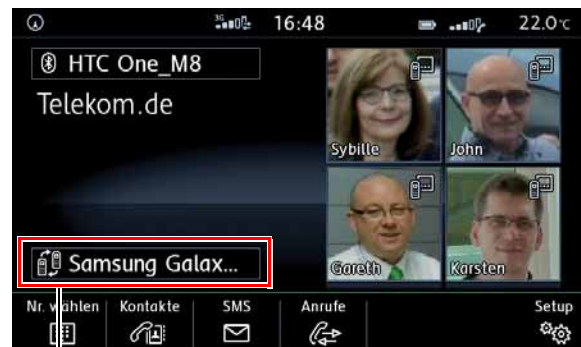 3G 16:48 22.0°C
HTC One_M8
Telekom.de
Sybille John
Samsung Galax...
Gareth Karsten
Nr. wählen Kontakte SMS Anrufe Setup